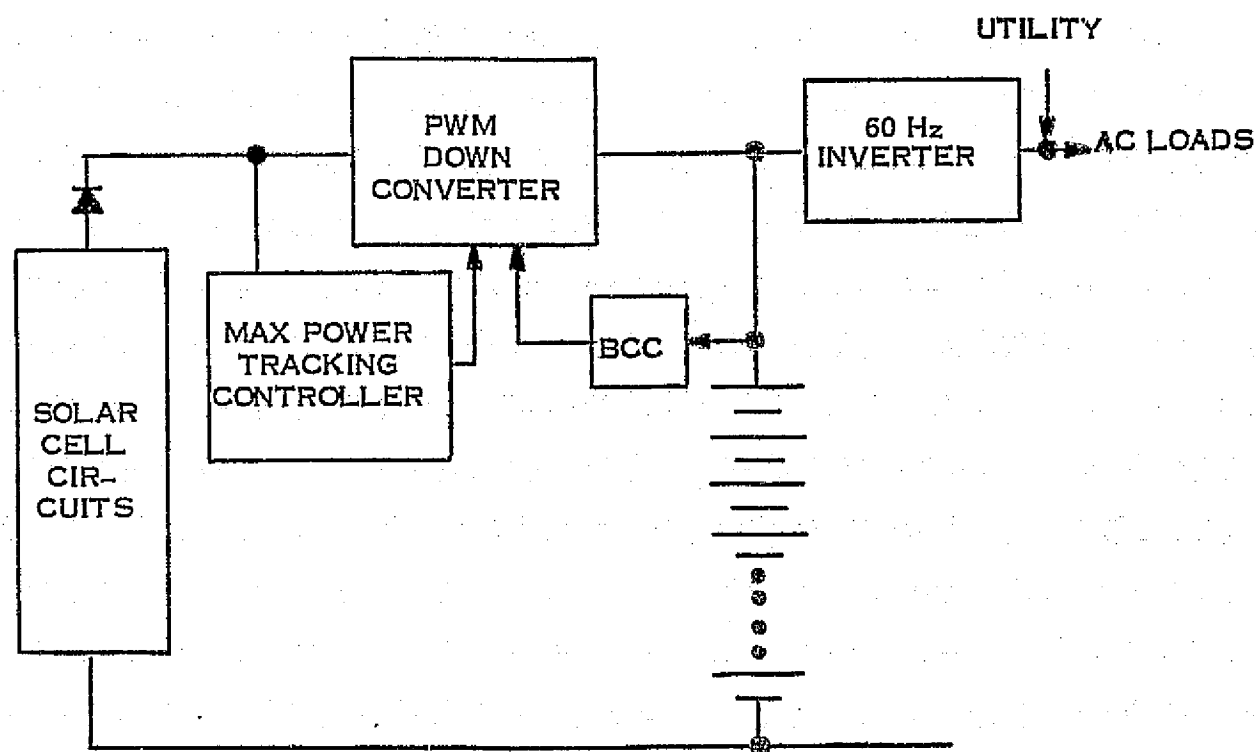 UTILITY
PWM
DOWN
CONVERTER
60 Hz
INVERTER
AC LOADS
MAX POWER
TRACKING
CONTROLLER
BCC
SOLAR
CELL
CIR-
CUITS